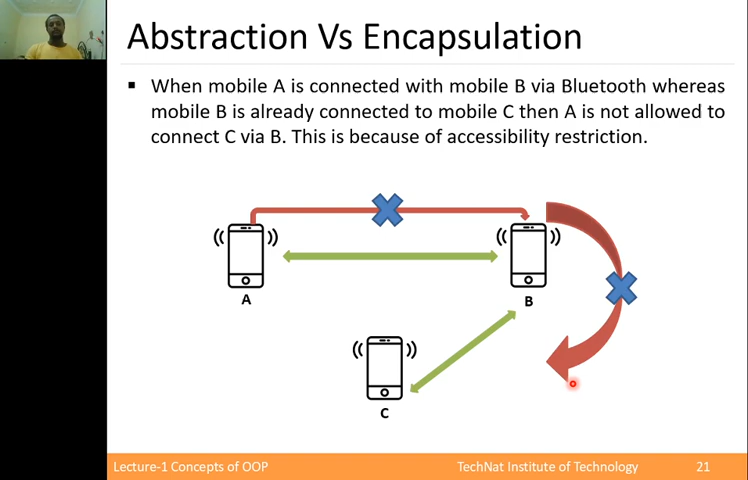 Abstraction Vs Encapsulation
▪ When mobile A is connected with mobile B via Bluetooth whereas
mobile B is already connected to mobile C then A is not allowed to
connect C via B. This is because of accessibility restriction.
A
B
C
Lecture-1 Concepts of OOP TechNat Institute of Technology 21